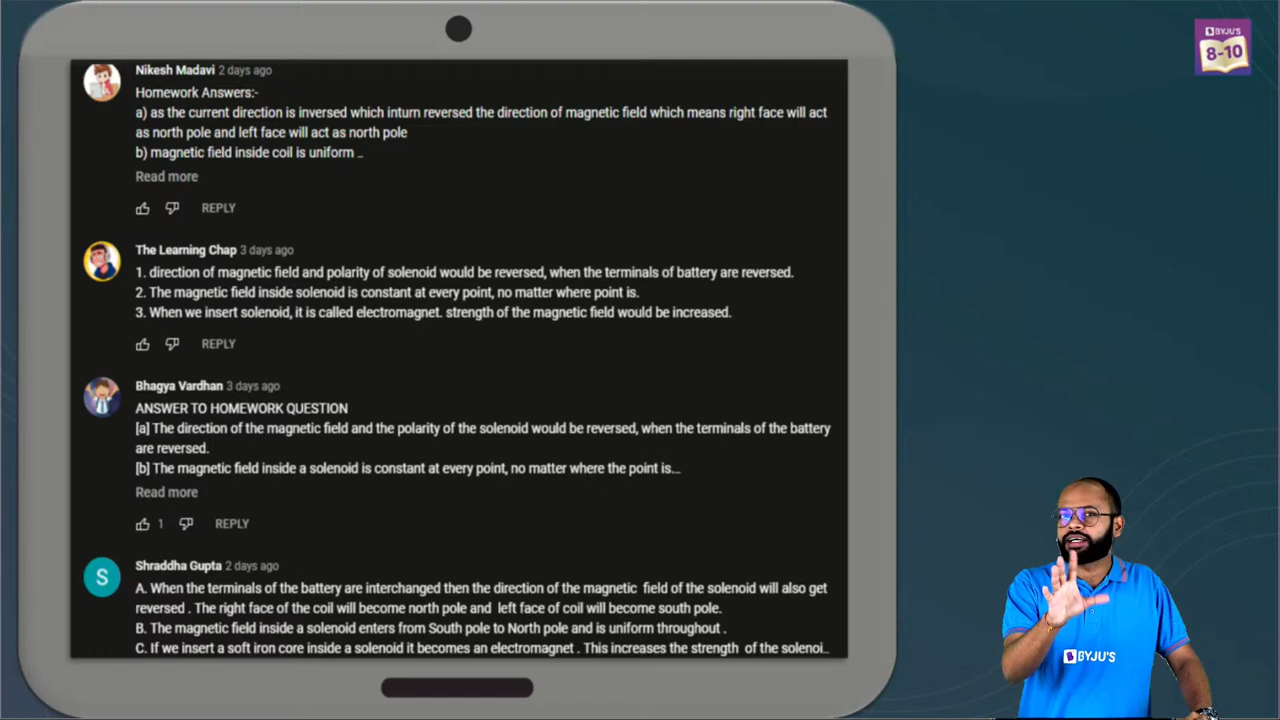 BYJU'S
8-10
Nikesh Madavi 2 days ago
Homework Answers:-
a) as the current direction is inversed which inturn reversed the direction of magnetic field which means right face will act
as north pole and left face will act as north pole
b) magnetic field inside coil is uniform ..
Read more
REPLY
The Learning Chap 3 days ago
1. direction of magnetic field and polarity of solenoid would be reversed, when the terminals of battery are reversed.
2. The magnetic field inside solenoid is constant at every point, no matter where point is.
3. When we insert solenoid, it is called electromagnet. strength of the magnetic field would be increased.
REPLY
Bhagya Vardhan 3 days ago
ANSWER TO HOMEWORK QUESTION
[a] The direction of the magnetic field and the polarity of the solenoid would be reversed, when the terminals of the battery
are reversed.
[b] The magnetic field inside a solenoid is constant at every point, no matter where the point is...
Read more
1 REPLY
S
Shraddha Gupta 2 days ago
A. When the terminals of the battery are interchanged then the direction of the magnetic field of the solenoid will also get
reversed . The right face of the coil will become north pole and left face of coil will become south pole.
B. The magnetic field inside a solenoid enters from South pole to North pole and is uniform throughout .
C. If we insert a soft iron core inside a solenoid it becomes an electromagnet . This increases the strength of the solenoi..
BYJU'S